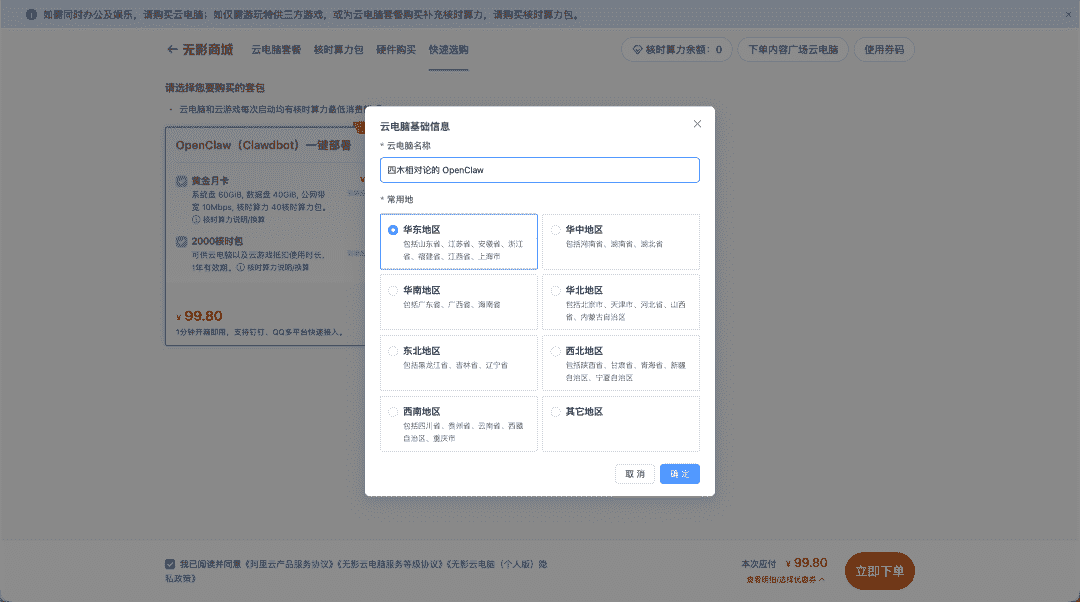 如需同时办公及娱乐，请购买云电脑；如仅需游玩特供三方游戏，或为云电脑套餐购买补充核时算力，请购买核时算力包。
无影商城 云电脑套餐 核时算力包 硬件购买 快速选购 核时算力余额：0 下单内容广场云电脑 使用券码
请选择您要购买的套包
· 云电脑和云游戏每次启动均有核时算力最低消费
OpenClaw（Clawdbot）一键部署
黄金月卡
系统盘 60GiB, 数据盘 40GiB, 公网带
宽 10Mbps, 核时算力 40核时算力包。
核时算力说明/换算
2000核时包
可供云电脑以及云游戏抵扣使用时长,
1年有效期。 核时算力说明/换算
¥ 99.80
1分钟开箱即用，支持钉钉、QQ多平台快速接入。
云电脑基础信息
* 云电脑名称
四木相对论的 OpenClaw
* 常用地
华东地区
包括山东省、江苏省、安徽省、浙江
省、福建省、江西省、上海市
华中地区
包括河南省、湖南省、湖北省
华南地区
包括广东省、广西省、海南省
华北地区
包括北京市、天津市、河北省、山西
省、内蒙古自治区
东北地区
包括黑龙江省、吉林省、辽宁省
西北地区
包括陕西省、甘肃省、青海省、新疆
自治区、宁夏自治区
西南地区
包括四川省、贵州省、云南省、西藏
自治区、重庆市
其它地区
取 消 确 定
我已阅读并同意《阿里云产品服务协议》《无影云电脑服务等级协议》《无影云电脑（个人版）隐
私政策》
本次应付 ¥ 99.80
查看明细/选择优惠券
立即下单